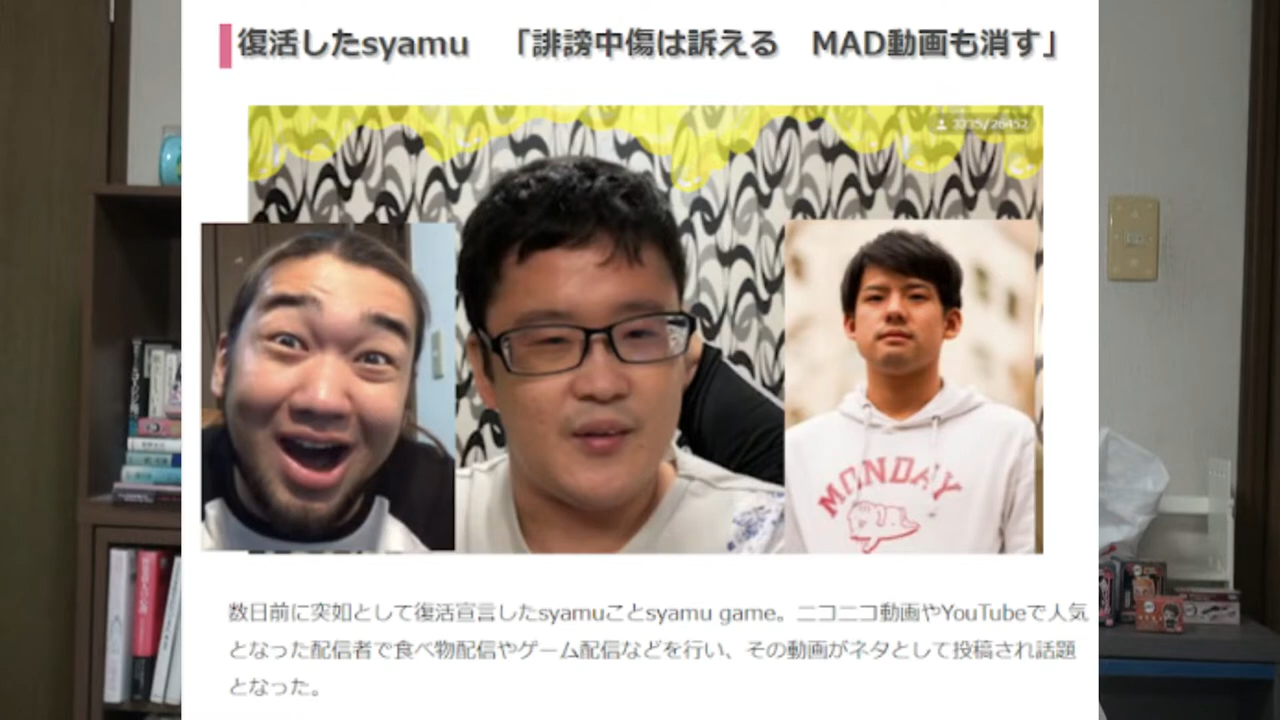 復活したsyamu　「誹謗中傷は訴える　MAD動画も消す」
MONDAY
数日前に突如として復活宣言したsyamuことsyamu game。ニコニコ動画やYouTubeで人気
となった配信者で食べ物配信やゲーム配信などを行い、その動画がネタとして投稿され話題
となった。